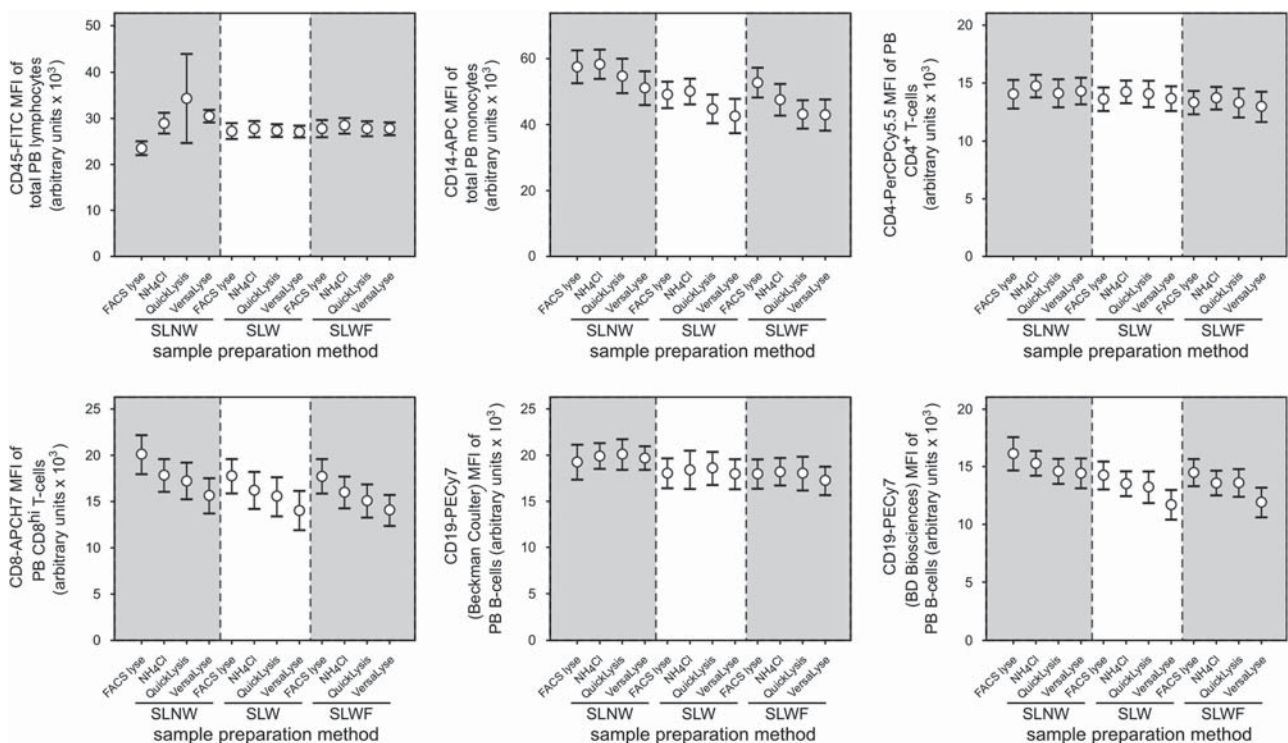 CD45-FITC MFI of
total PB lymphocytes
(arbitrary units x 10³)
50
40
30
20
10
0
FACS lyse
NH4Cl
QuickLysis
VersaLyse
FACS lyse
NH4Cl
QuickLysis
VersaLyse
FACS lyse
NH4Cl
QuickLysis
VersaLyse
SLNW
SLW
SLWF
sample preparation method
CD14-APC MFI of
total PB monocytes
(arbitrary units x 10³)
60
40
20
0
FACS lyse
NH4Cl
QuickLysis
VersaLyse
FACS lyse
NH4Cl
QuickLysis
VersaLyse
FACS lyse
NH4Cl
QuickLysis
VersaLyse
SLNW
SLW
SLWF
sample preparation method
CD4-PerCPCy5.5 MFI of PB
CD4⁺ T-cells
(arbitrary units x 10³)
20
15
10
5
0
FACS lyse
NH4Cl
QuickLysis
VersaLyse
FACS lyse
NH4Cl
QuickLysis
VersaLyse
FACS lyse
NH4Cl
QuickLysis
VersaLyse
SLNW
SLW
SLWF
sample preparation method
CD8-APCH7 MFI of
PB CD8ʰⁱ T-cells
(arbitrary units x 10³)
25
20
15
10
5
0
FACS lyse
NH4Cl
QuickLysis
VersaLyse
FACS lyse
NH4Cl
QuickLysis
VersaLyse
FACS lyse
NH4Cl
QuickLysis
VersaLyse
SLNW
SLW
SLWF
sample preparation method
CD19-PECy7
(Beckman Coulter) MFI of
PB B-cells (arbitrary units x 10³)
25
20
15
10
5
0
FACS lyse
NH4Cl
QuickLysis
VersaLyse
FACS lyse
NH4Cl
QuickLysis
VersaLyse
FACS lyse
NH4Cl
QuickLysis
VersaLyse
SLNW
SLW
SLWF
sample preparation method
CD19-PECy7
(BD Biosciences) MFI of
PB B-cells (arbitrary units x 10³)
20
15
10
5
0
FACS lyse
NH4Cl
QuickLysis
VersaLyse
FACS lyse
NH4Cl
QuickLysis
VersaLyse
FACS lyse
NH4Cl
QuickLysis
VersaLyse
SLNW
SLW
SLWF
sample preparation method